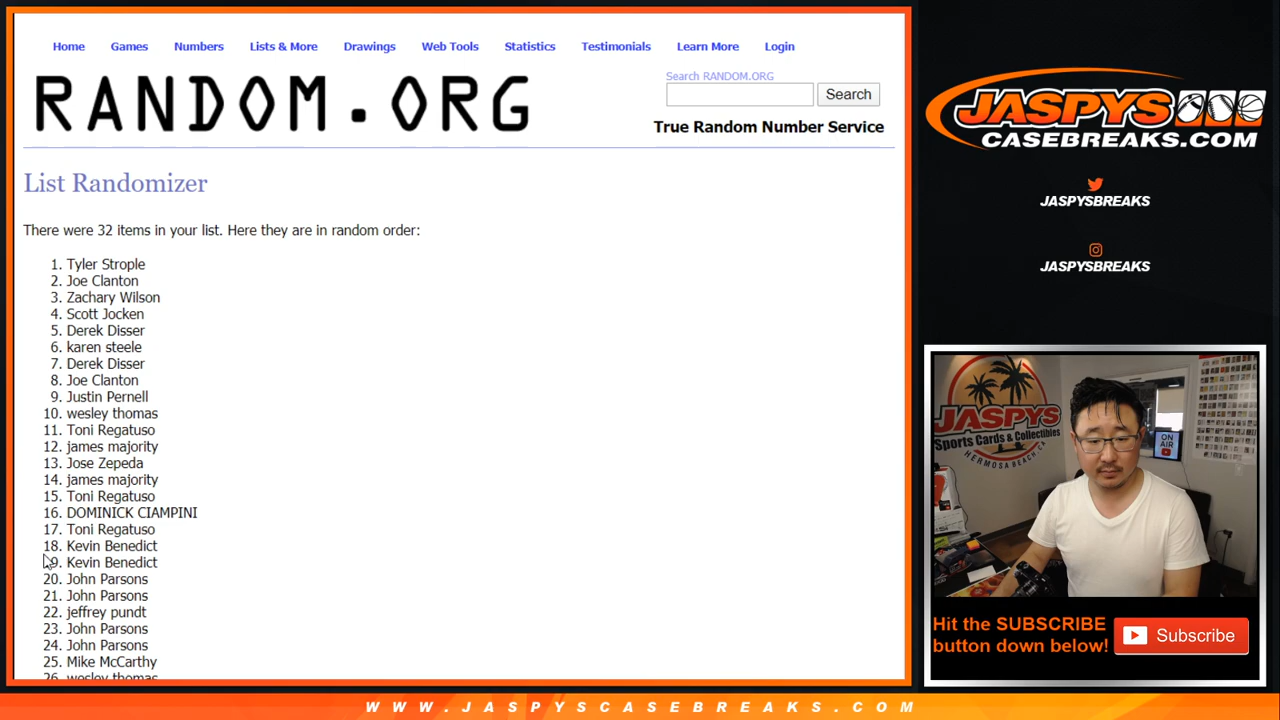 Home Games Numbers Lists & More Drawings Web Tools Statistics Testimonials Learn More Login
RANDOM.ORG
Search RANDOM.ORG
Search
True Random Number Service
List Randomizer
There were 32 items in your list. Here they are in random order:
1. Tyler Strople
2. Joe Clanton
3. Zachary Wilson
4. Scott Jocken
5. Derek Disser
6. karen steele
7. Derek Disser
8. Joe Clanton
9. Justin Pernell
10. wesley thomas
11. Toni Regatuso
12. james majority
13. Jose Zepeda
14. james majority
15. Toni Regatuso
16. DOMINICK CIAMPINI
17. Toni Regatuso
18. Kevin Benedict
19. Kevin Benedict
20. John Parsons
21. John Parsons
22. jeffrey pundt
23. John Parsons
24. John Parsons
25. Mike McCarthy
26. wesley thomas
JASPYS
CASEBREAKS.COM
JASPYSBREAKS
JASPYSBREAKS
JASPYS
Sports Cards & Collectibles
HERMOSA BEACH, CA
ON AIR
Hit the SUBSCRIBE
button down below!
Subscribe
WWW.JASPYSCASEBREAKS.COM